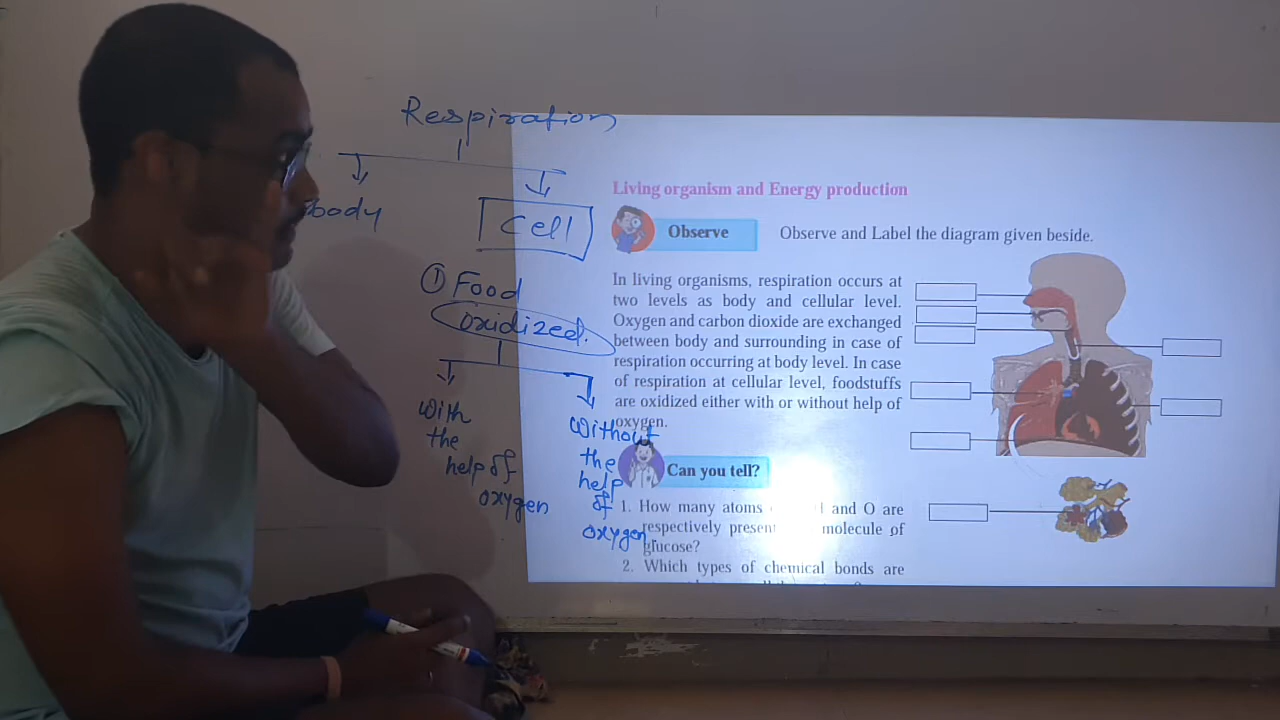 Respiration
body
Cell
① Food
oxidized.
With
the
help of
oxygen
Without
the
help
of
oxygen
Living organism and Energy production
Observe
Observe and Label the diagram given beside.
In living organisms, respiration occurs at
two levels as body and cellular level.
Oxygen and carbon dioxide are exchanged
between body and surrounding in case of
respiration occurring at body level. In case
of respiration at cellular level, foodstuffs
are oxidized either with or without help of
oxygen.
Can you tell?
1. How many atoms and O are
respectively present molecule of
glucose?
2. Which types of chemical bonds are